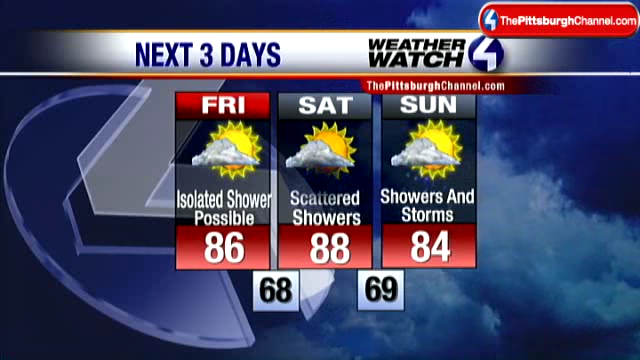 4 ThePittsburghChannel.com
NEXT 3 DAYS
WEATHER
WATCH 4
ThePittsburghChannel.com
FRI
SAT
SUN
Isolated Shower
Possible
Scattered
Showers
Showers And
Storms
86
88
84
68
69